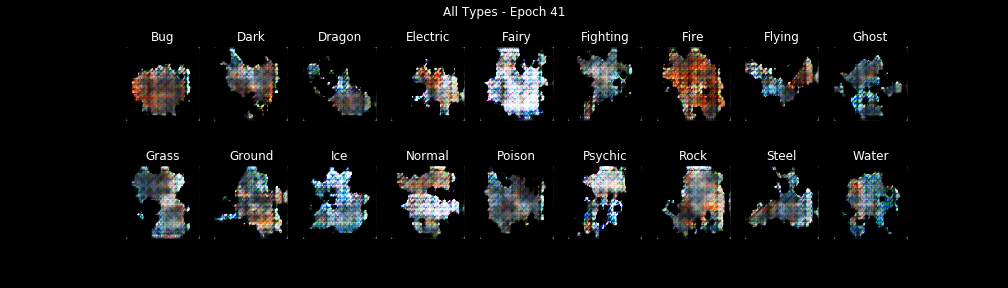 All Types - Epoch 41
Bug Dark Dragon Electric Fairy Fighting Fire Flying Ghost
Grass Ground Ice Normal Poison Psychic Rock Steel Water